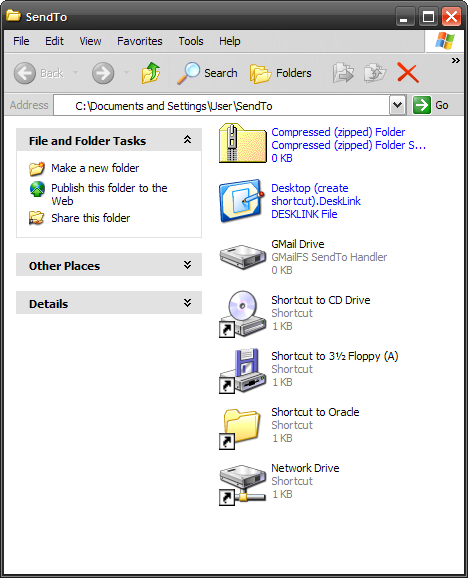 SendTo
File Edit View Favorites Tools Help
Back Search Folders »
Address C:\Documents and Settings\User\SendTo Go
File and Folder Tasks
Make a new folder
Publish this folder to the
Web
Share this folder
Other Places
Details
Compressed (zipped) Folder
Compressed (zipped) Folder S...
0 KB
Desktop (create
shortcut).DeskLink
DESKLINK File
GMail Drive
GMailFS SendTo Handler
0 KB
Shortcut to CD Drive
Shortcut
1 KB
Shortcut to 3½ Floppy (A)
Shortcut
1 KB
Shortcut to Oracle
Shortcut
1 KB
Network Drive
Shortcut
1 KB